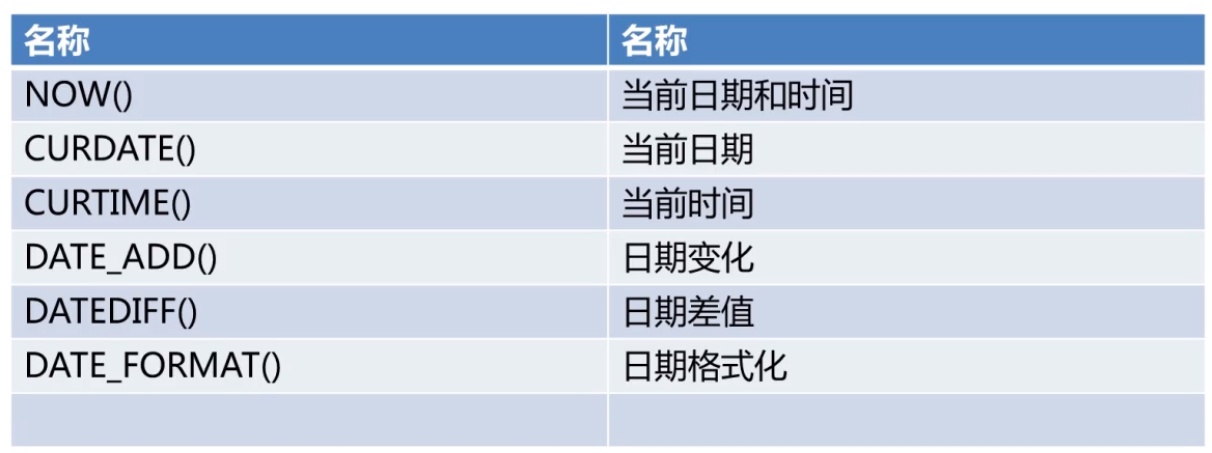 名称 名称
NOW() 当前日期和时间
CURDATE() 当前日期
CURTIME() 当前时间
DATE_ADD() 日期变化
DATEDIFF() 日期差值
DATE_FORMAT() 日期格式化